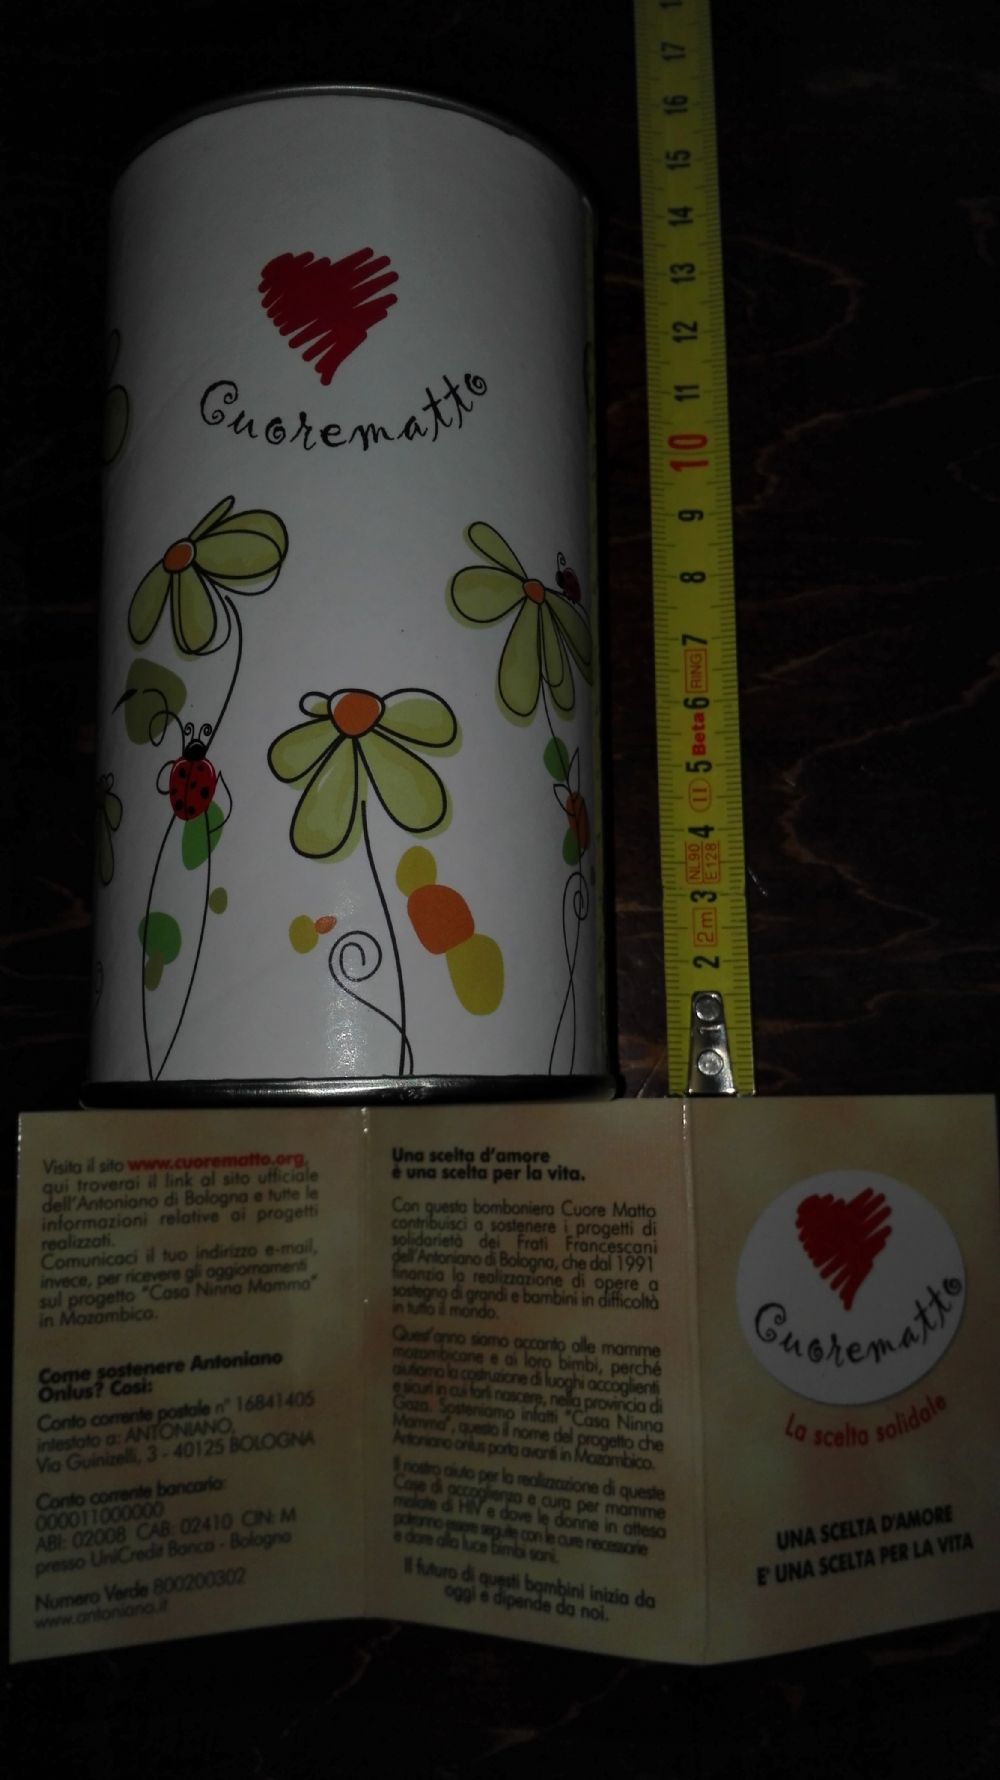 Cuorematto
17
16
15
14
13
12
11
10
9
8
7
RING
6
Beta
5
II
4
NL90
E128
3
2m
2
1
Visita il sito www.cuorematto.org,
qui troverai il link al sito ufficiale
dell'Antoniano di Bologna e tutte le
informazioni relative ai progetti
realizzati.
Comunicaci il tuo indirizzo e-mail,
invece, per ricevere gli aggiornamenti
sul progetto "Casa Ninna Mamma"
in Mozambico.
Come sostenere Antoniano
Onlus? Così:
Conto corrente postale n° 16841405
intestato a: ANTONIANO,
Via Guinizelli, 3 - 40125 BOLOGNA
Conto corrente bancario:
000011000000
ABI: 02008 CAB: 02410 CIN: M
presso UniCredit Banca - Bologna
Numero Verde 800200302
www.antoniano.it
Una scelta d'amore
è una scelta per la vita.
Con questa bomboniera Cuore Matto
contribuisci a sostenere i progetti di
solidarietà dei Frati Francescani
dell'Antoniano di Bologna, che dal 1991
finanzia la realizzazione di opere a
sostegno di grandi e bambini in difficoltà
in tutto il mondo.
Quest'anno siamo accanto alle mamme
mozambicane e ai loro bimbi, perché
aiutiamo la costruzione di luoghi accoglienti
e sicuri in cui farli nascere, nella provincia di
Gaza. Sosteniamo infatti "Casa Ninna
Mamma", questo il nome del progetto che
Antoniano onlus porta avanti in Mozambico.
Il nostro aiuto per la realizzazione di queste
Case di accoglienza e cura per mamme
malate di HIV e dove le donne in attesa
potranno essere seguite con le cure necessarie
e dare alla luce bimbi sani.
Il futuro di questi bambini inizia da
oggi e dipende da noi.
Cuorematto
La scelta solidale
UNA SCELTA D'AMORE
E' UNA SCELTA PER LA VITA